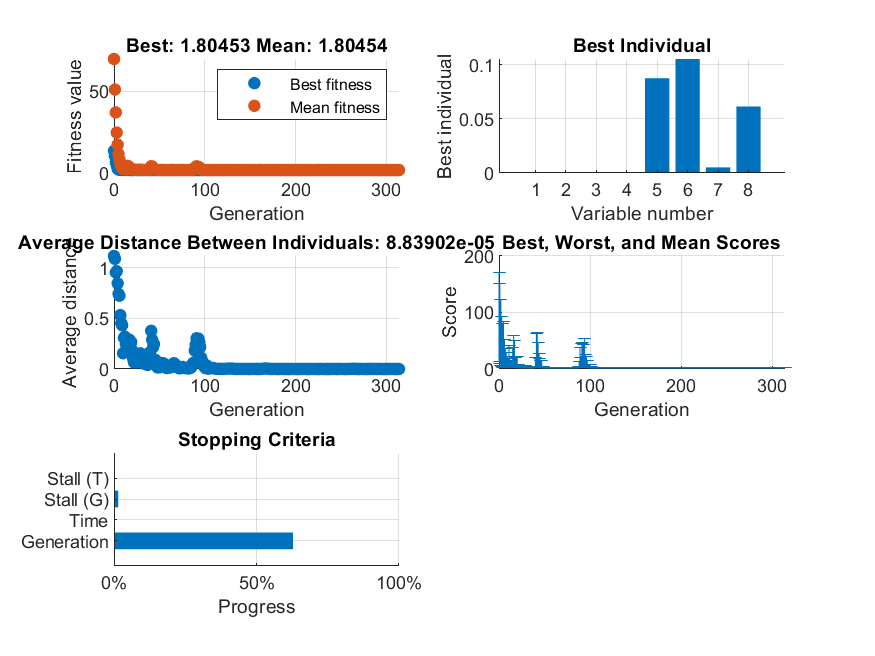 Best: 1.80453 Mean: 1.80454
Fitness value
50
0
Best fitness
Mean fitness
0 100 200 300
Generation
Best Individual
Best individual
0.1
0.05
0
1 2 3 4 5 6 7 8
Variable number
Average Distance Between Individuals: 8.83902e-05
Average distance
1
0.5
0
0 100 200 300
Generation
Best, Worst, and Mean Scores
Score
200
100
0
0 100 200 300
Generation
Stopping Criteria
Stall (T)
Stall (G)
Time
Generation
0% 50% 100%
Progress